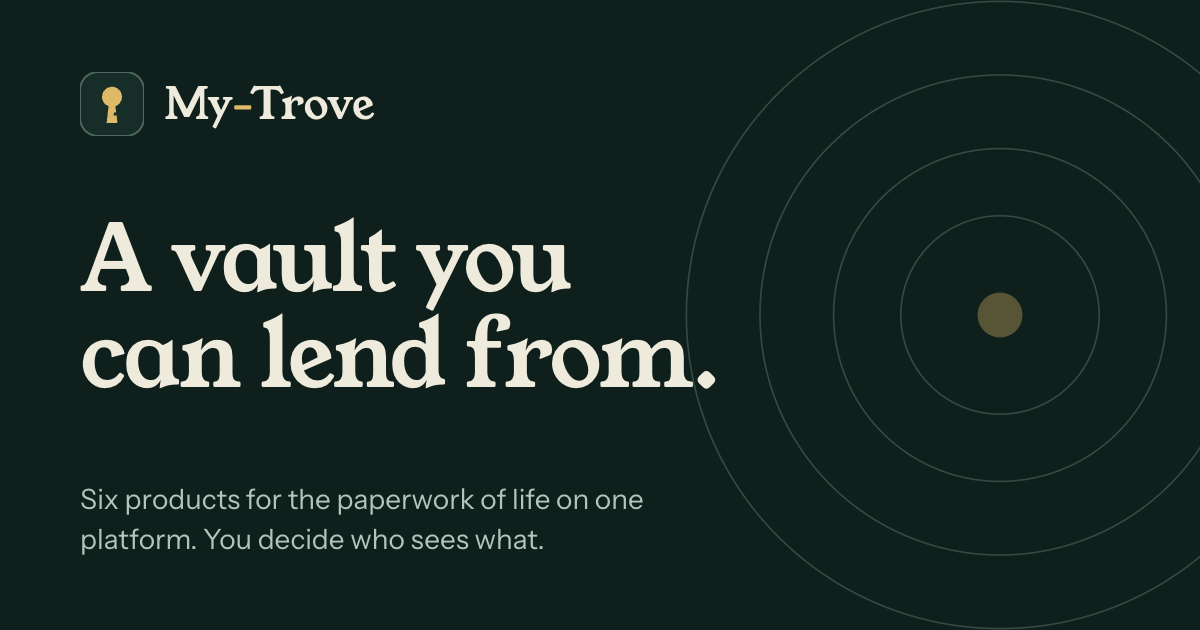 My-Trove
A vault you
can lend from.
Six products for the paperwork of life on one
platform. You decide who sees what.